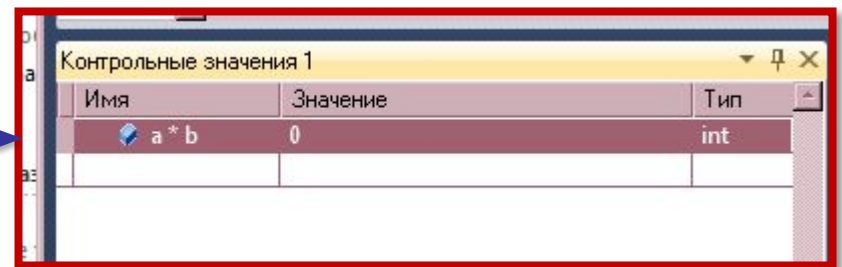 Контрольные значения 1
Имя Значение Тип
a * b 0 int